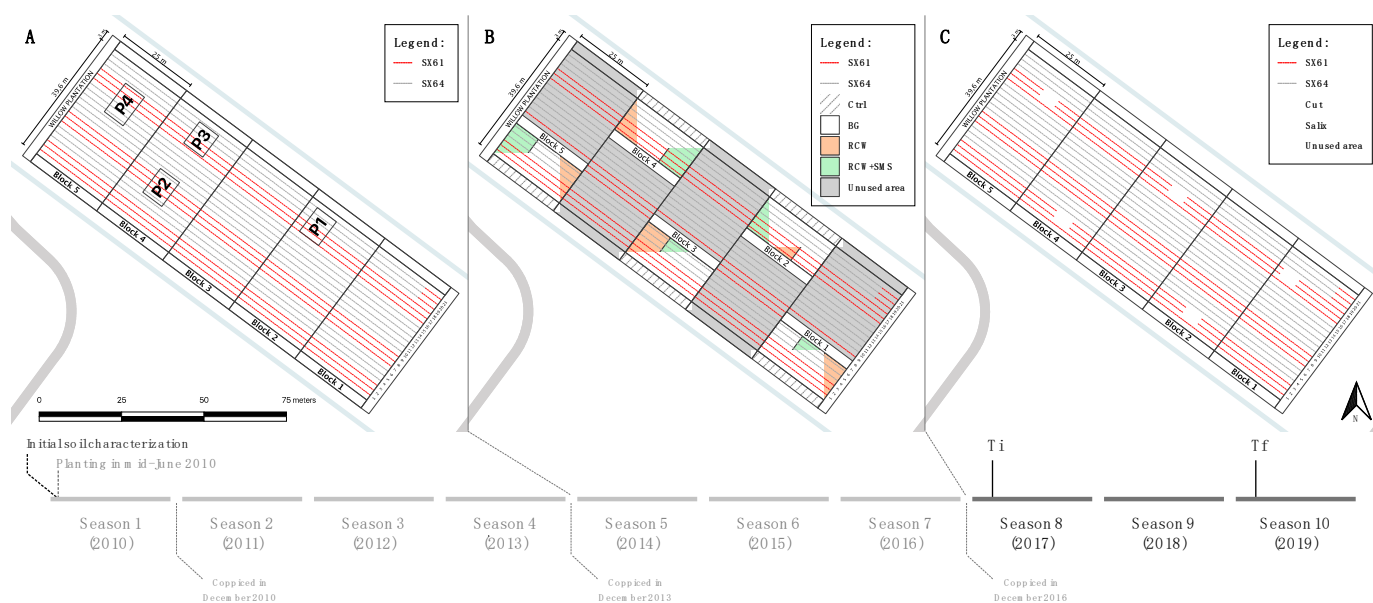 A
3 m
25 m
39.6 m
WILLOW PLANTATION
P4
P3
P2
P1
Block 5
Block 4
Block 3
Block 2
Block 1
Legend:
SX61
SX64
0 25 50 75 meters
B
25 m
39.6 m
WILLOW PLANTATION
Block 5
Block 4
Block 3
Block 2
Block 1
Legend:
SX61
SX64
Ctrl
BG
RCW
RCW+SMS
Unused area
C
25 m
39.6 m
WILLOW PLANTATION
Block 5
Block 4
Block 3
Block 2
Block 1
Legend:
SX61
SX64
Cut
Salix
Unused area
N
Initial soil characterization
Planting in mid-June 2010
Ti
Tf
Season 1
(2010)
Season 2
(2011)
Season 3
(2012)
Season 4
(2013)
Season 5
(2014)
Season 6
(2015)
Season 7
(2016)
Season 8
(2017)
Season 9
(2018)
Season 10
(2019)
Coppiced in
December 2010
Coppiced in
December 2013
Coppiced in
December 2016